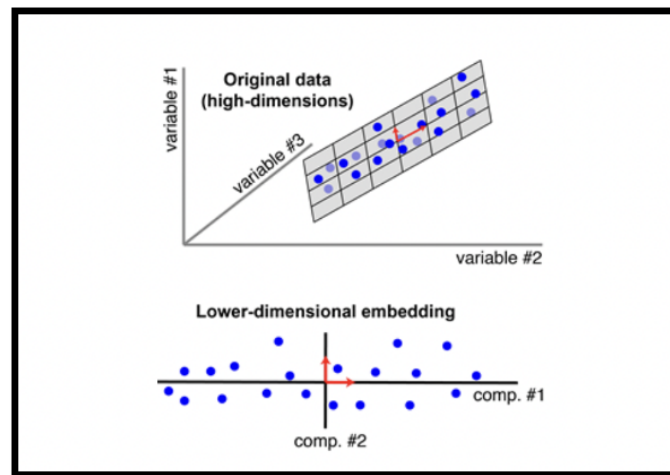 variable #1
Original data
(high-dimensions)
variable #3
variable #2
Lower-dimensional embedding
comp. #1
comp. #2